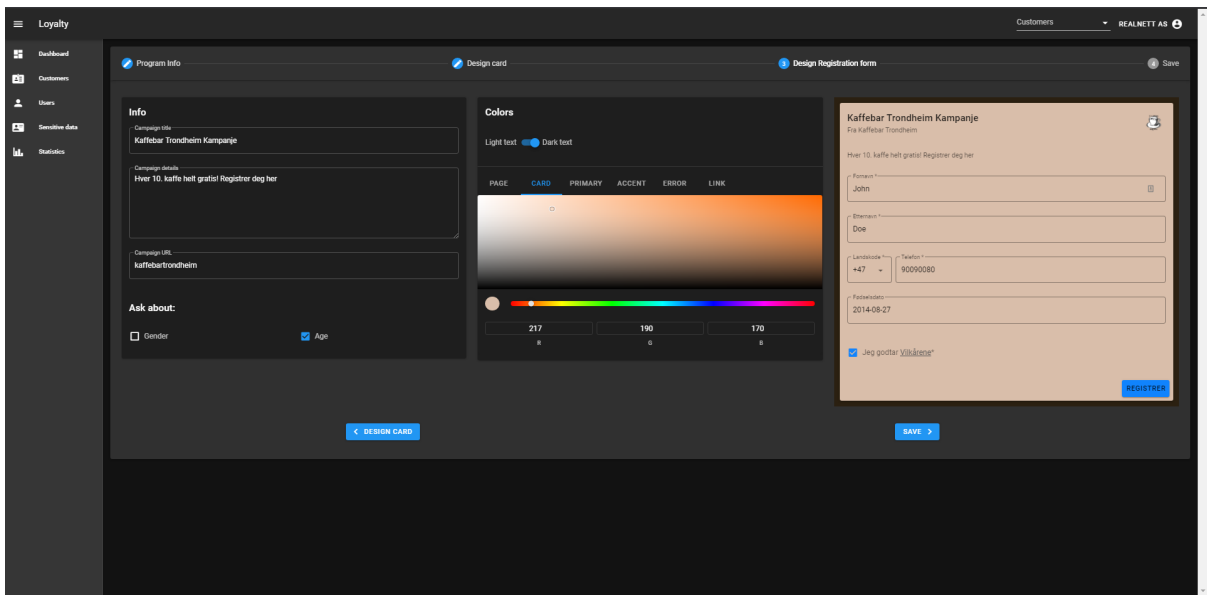 Loyalty
Customers
REALNETT AS
Dashboard
Customers
Users
Sensitive data
Statistics
Program Info
Design card
3 Design Registration form
4 Save
Info
Campaign title
Kaffebar Trondheim Kampanje
Campaign details
Hver 10. kaffe helt gratis! Registrer deg her
Campaign URL
kaffebartrondheim
Ask about:
Gender
Age
Colors
Light text
Dark text
PAGE CARD PRIMARY ACCENT ERROR LINK
217 190 170
R G B
Kaffebar Trondheim Kampanje
Fra Kaffebar Trondheim
Hver 10. kaffe helt gratis! Registrer deg her
Fornavn *
John
Etternavn *
Doe
Landskode * Telefon *
+47 90090080
Fødselsdato
2014-08-27
Jeg godtar Vilkårene*
REGISTRER
DESIGN CARD
SAVE